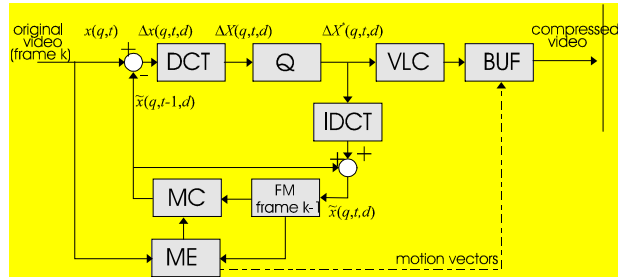 original video (frame k)
x(q,t)
Δx(q,t,d)
ΔX(q,t,d)
ΔX*(q,t,d)
compressed video
+
-
DCT
Q
VLC
BUF
x̃(q,t-1,d)
IDCT
+
+
MC
FM
frame k-1
x̃(q,t,d)
ME
motion vectors